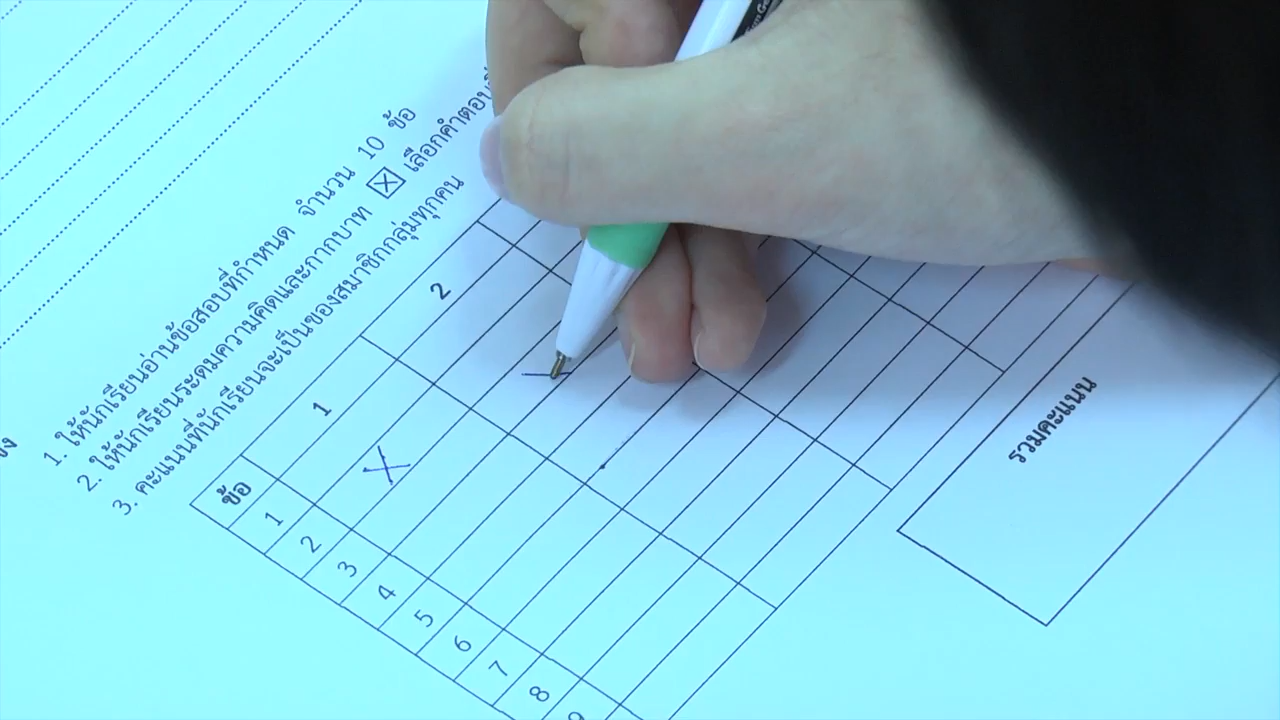 1. ให้นักเรียนอ่านข้อสอบที่กำหนด จำนวน 10 ข้อ
2. ให้นักเรียนระดมความคิดและกากบาท ☒ เลือกคำตอบ
3. คะแนนที่นักเรียนจะเป็นของสมาชิกกลุ่มทุกคน
ข้อ 1 2
1 X
2
3
4
5
6
7
8
9
รวมคะแนน